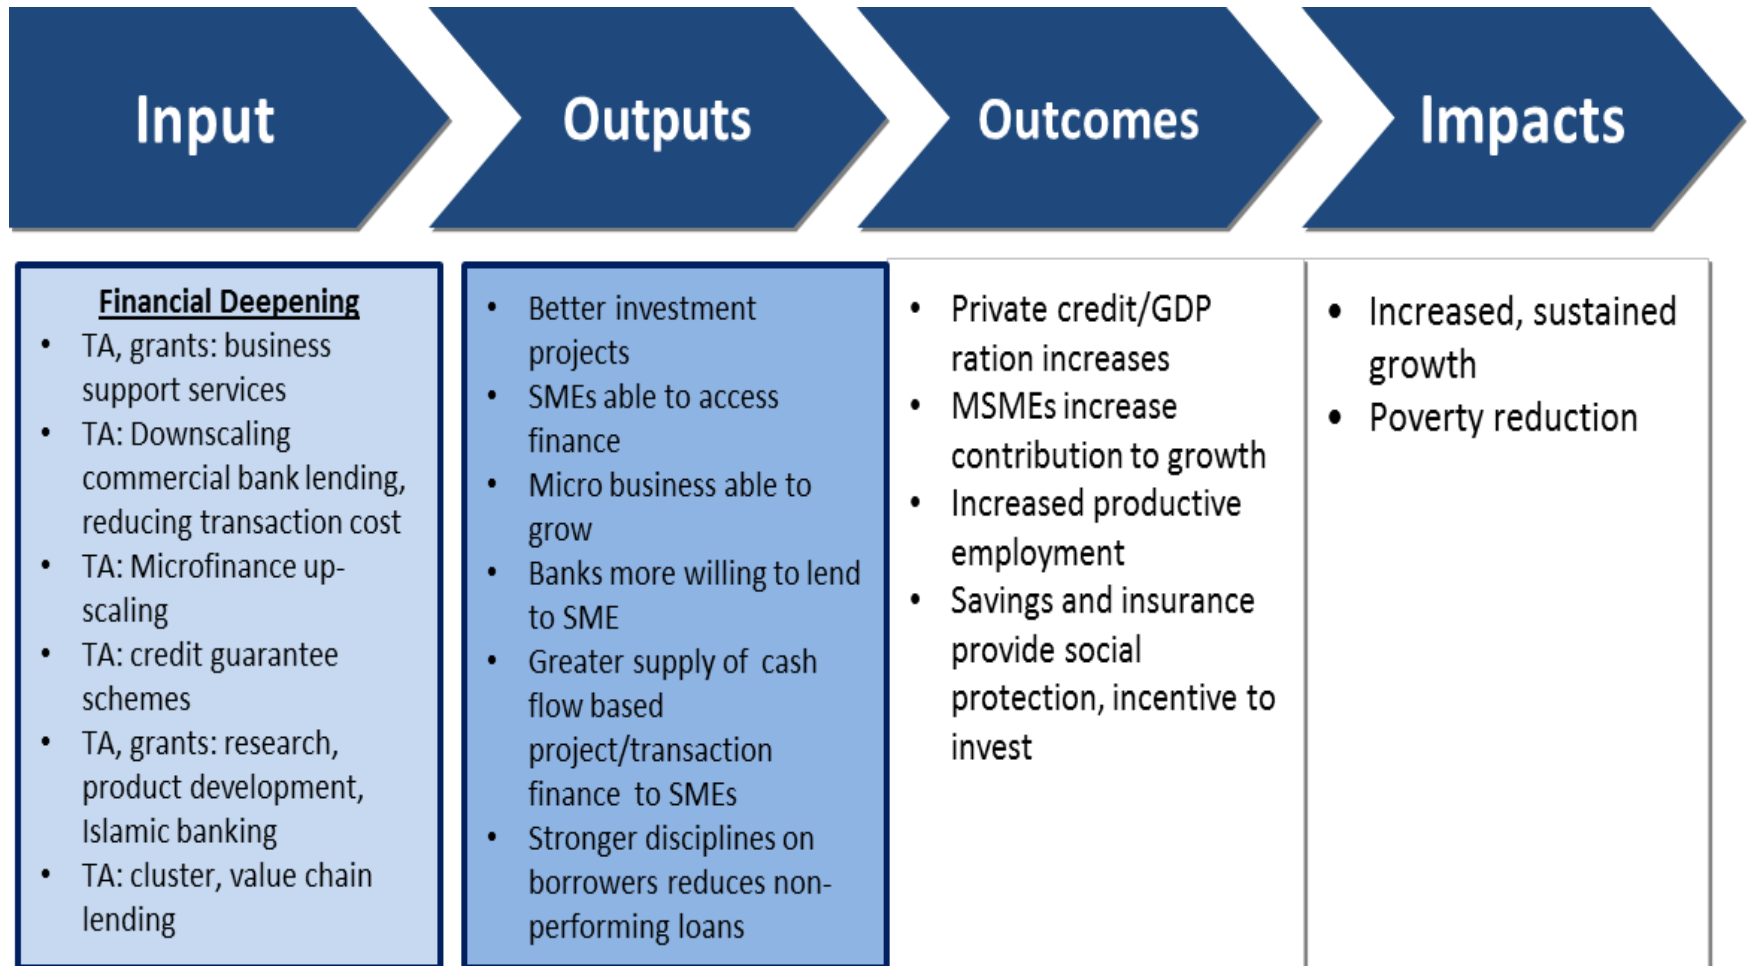 Input
Outputs
Outcomes
Impacts
Financial Deepening
• TA, grants: business
support services
• TA: Downscaling
commercial bank lending,
reducing transaction cost
• TA: Microfinance up-
scaling
• TA: credit guarantee
schemes
• TA, grants: research,
product development,
Islamic banking
• TA: cluster, value chain
lending
• Better investment
projects
• SMEs able to access
finance
• Micro business able to
grow
• Banks more willing to lend
to SME
• Greater supply of cash
flow based
project/transaction
finance to SMEs
• Stronger disciplines on
borrowers reduces non-
performing loans
• Private credit/GDP
ration increases
• MSMEs increase
contribution to growth
• Increased productive
employment
• Savings and insurance
provide social
protection, incentive to
invest
• Increased, sustained
growth
• Poverty reduction